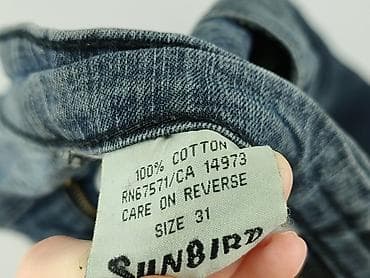 100% COTTON
RN67571/CA 14973
CARE ON REVERSE
SIZE 31
SUNBIRD